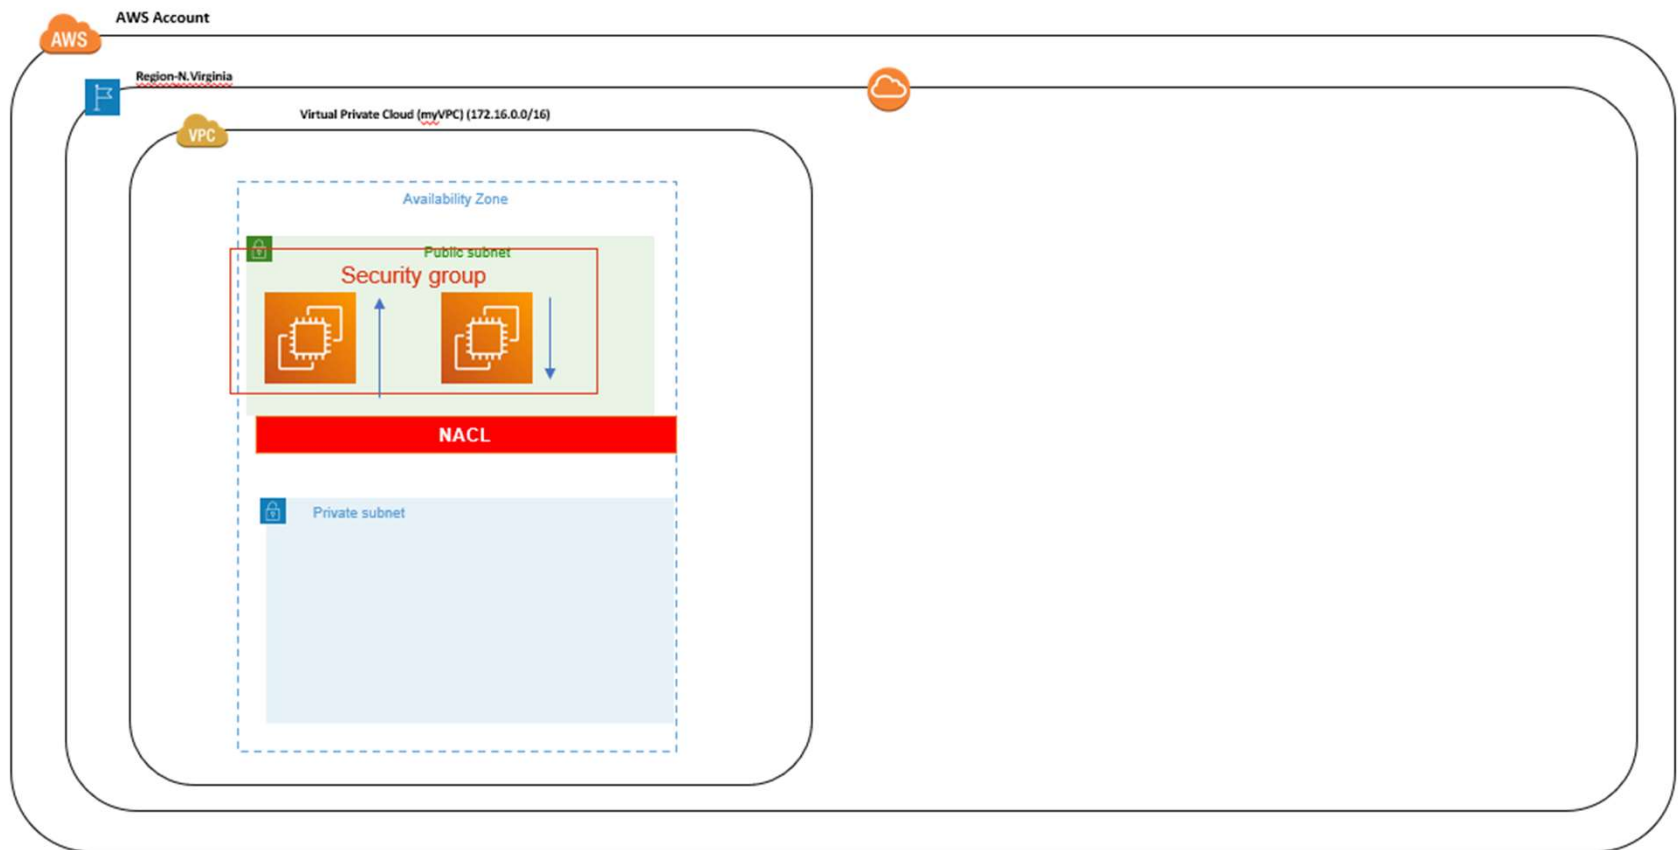 AWS Account
AWS
Region-N.Virginia
Virtual Private Cloud (myVPC) (172.16.0.0/16)
VPC
Availability Zone
Public subnet
Security group
NACL
Private subnet